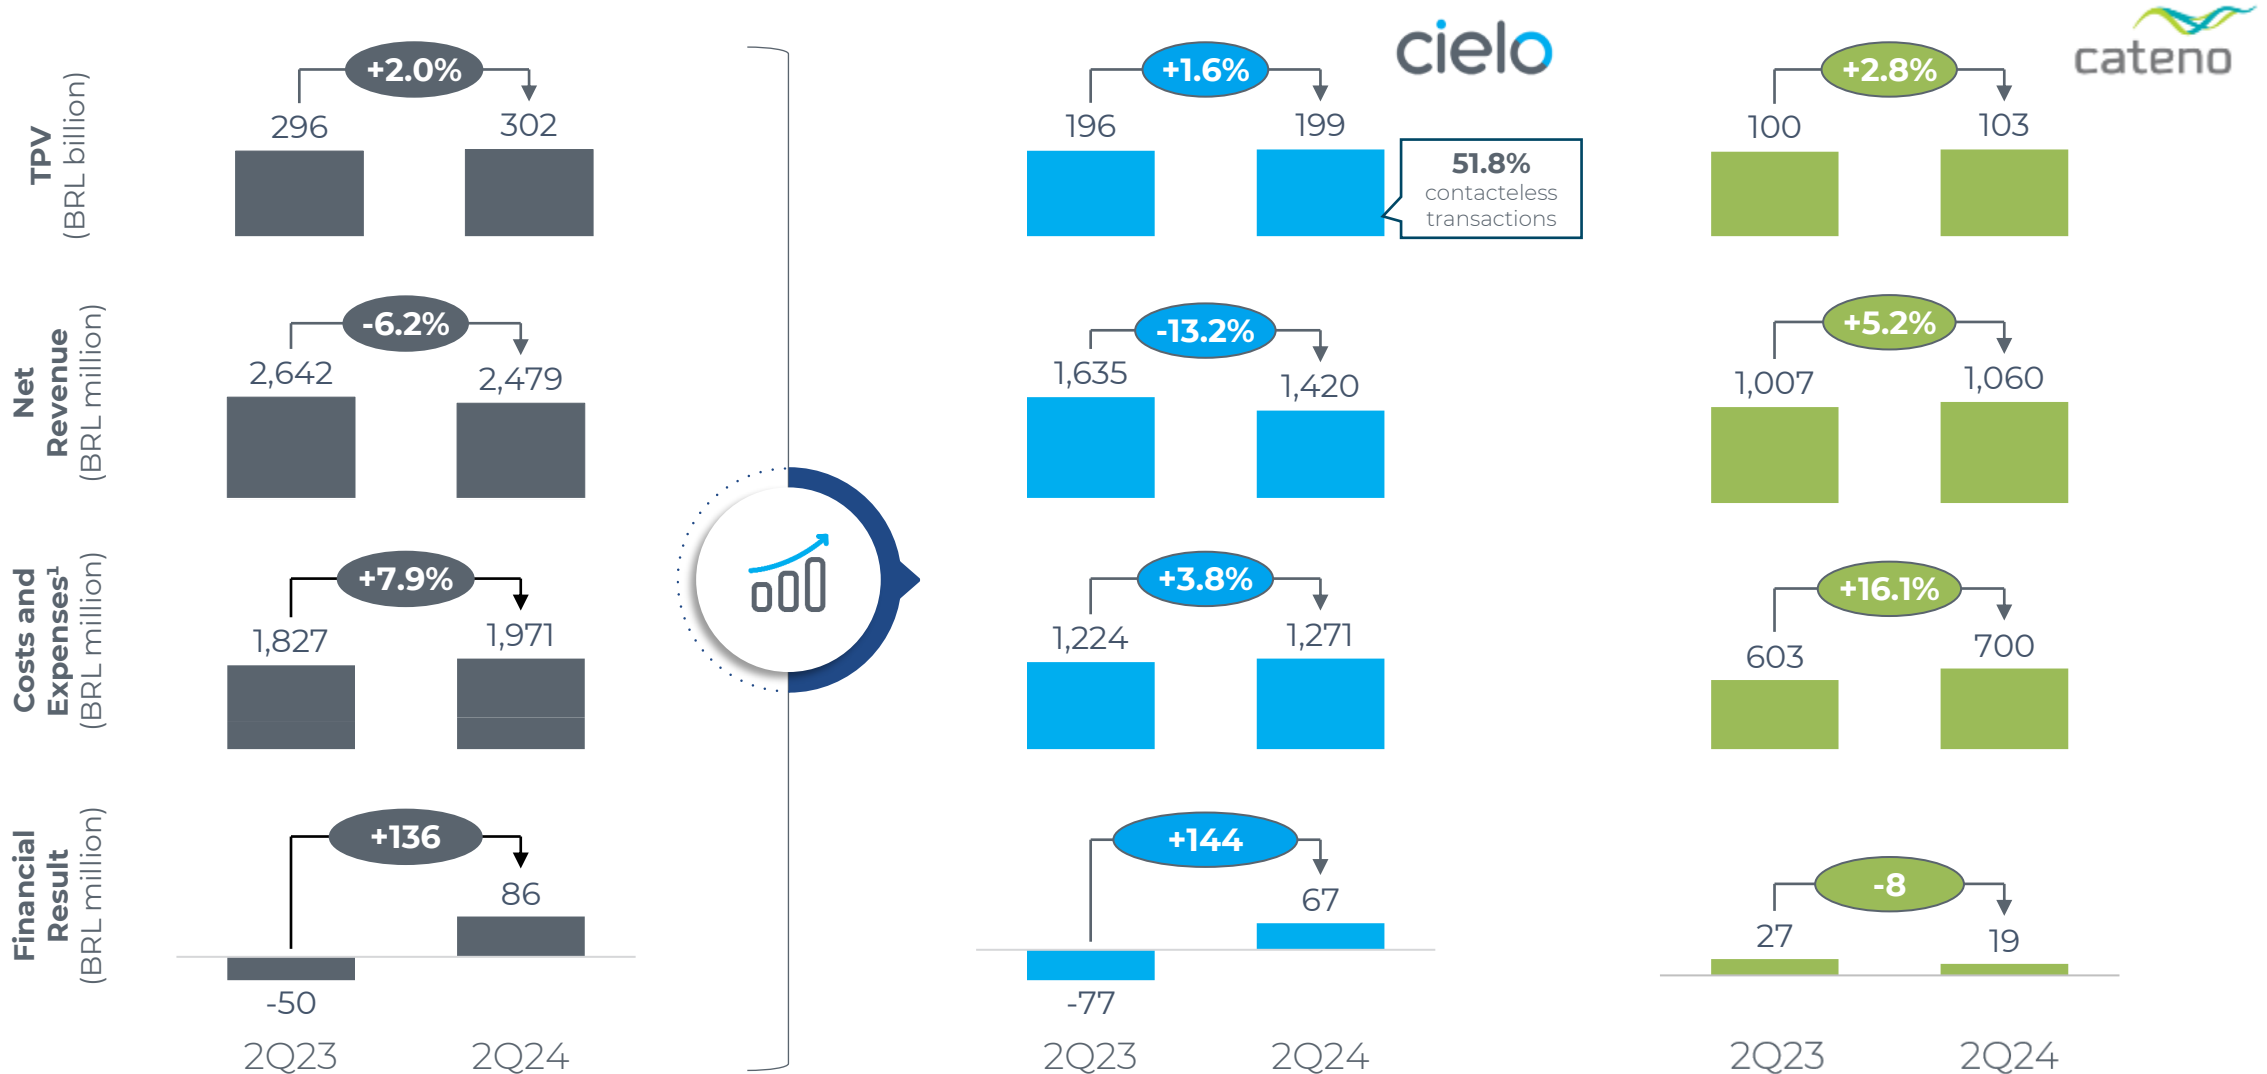 cielo
cateno
TPV
(BRL billion)
+2.0%
296
302
+1.6%
196
199
51.8%
contacteless
transactions
+2.8%
100
103
Net
Revenue
(BRL million)
-6.2%
2,642
2,479
-13.2%
1,635
1,420
+5.2%
1,007
1,060
Costs and
Expenses¹
(BRL million)
+7.9%
1,827
1,971
+3.8%
1,224
1,271
+16.1%
603
700
Financial
Result
(BRL million)
+136
-50
86
+144
-77
67
-8
27
19
2Q23
2Q24
2Q23
2Q24
2Q23
2Q24